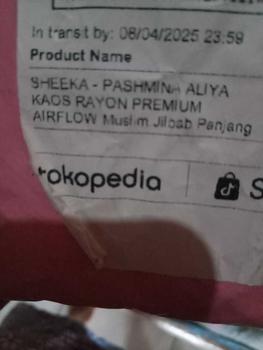 In transit by: 08/04/2025 23:59
Product Name
SHEEKA - PASHMINA ALIYA
KAOS RAYON PREMIUM
AIRFLOW Muslim Jilbab Panjang
tokopedia
S